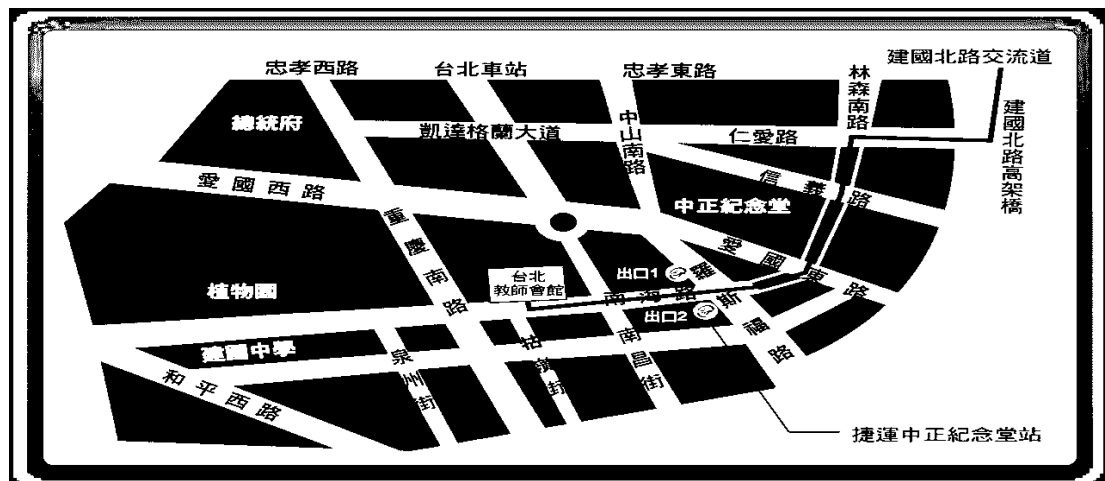 建國北路交流道
忠孝西路
台北車站
忠孝東路
林森南路
建國北路高架橋
總統府
凱達格蘭大道
中山南路
仁愛路
愛國西路
信義路
重慶南路
中正紀念堂
愛國東路
植物園
台北
教師會館
出口1
羅斯福路
南海路
出口2
建國中學
泉州街
牯嶺街
南昌街
和平西路
捷運中正紀念堂站